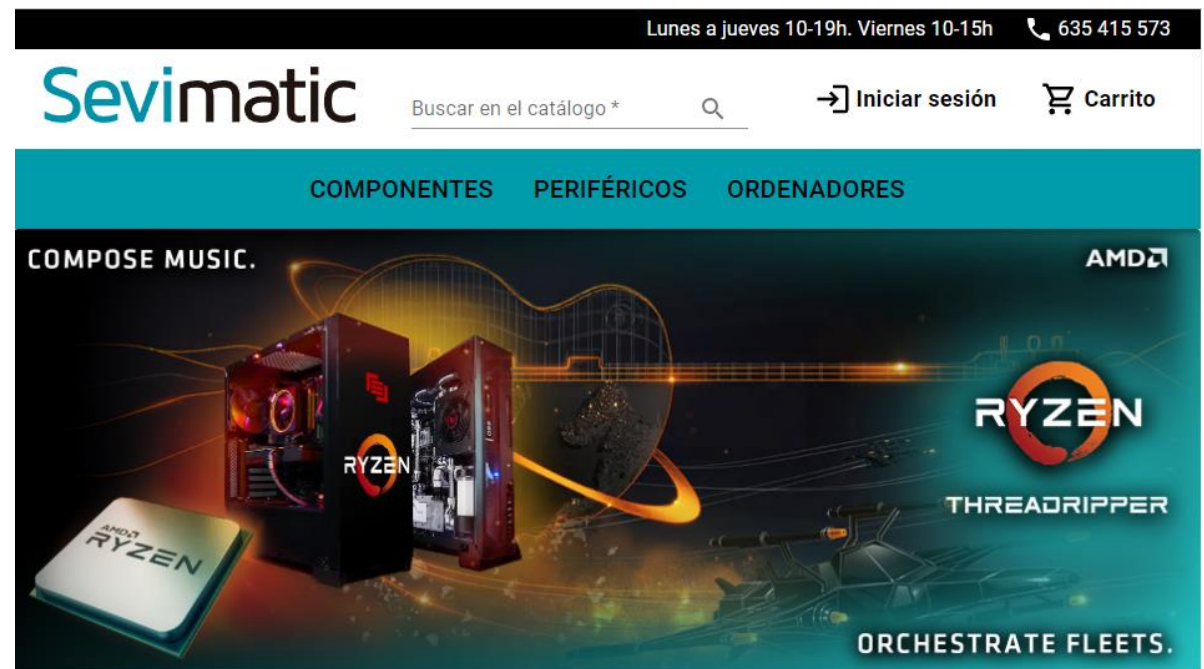 Lunes a jueves 10-19h. Viernes 10-15h 635 415 573
Sevimatic
Buscar en el catálogo *
Iniciar sesión
Carrito
COMPONENTES PERIFÉRICOS ORDENADORES
COMPOSE MUSIC.
AMD
RYZEN
THREADRIPPER
RYZEN
AMD
RYZEN
ORCHESTRATE FLEETS.